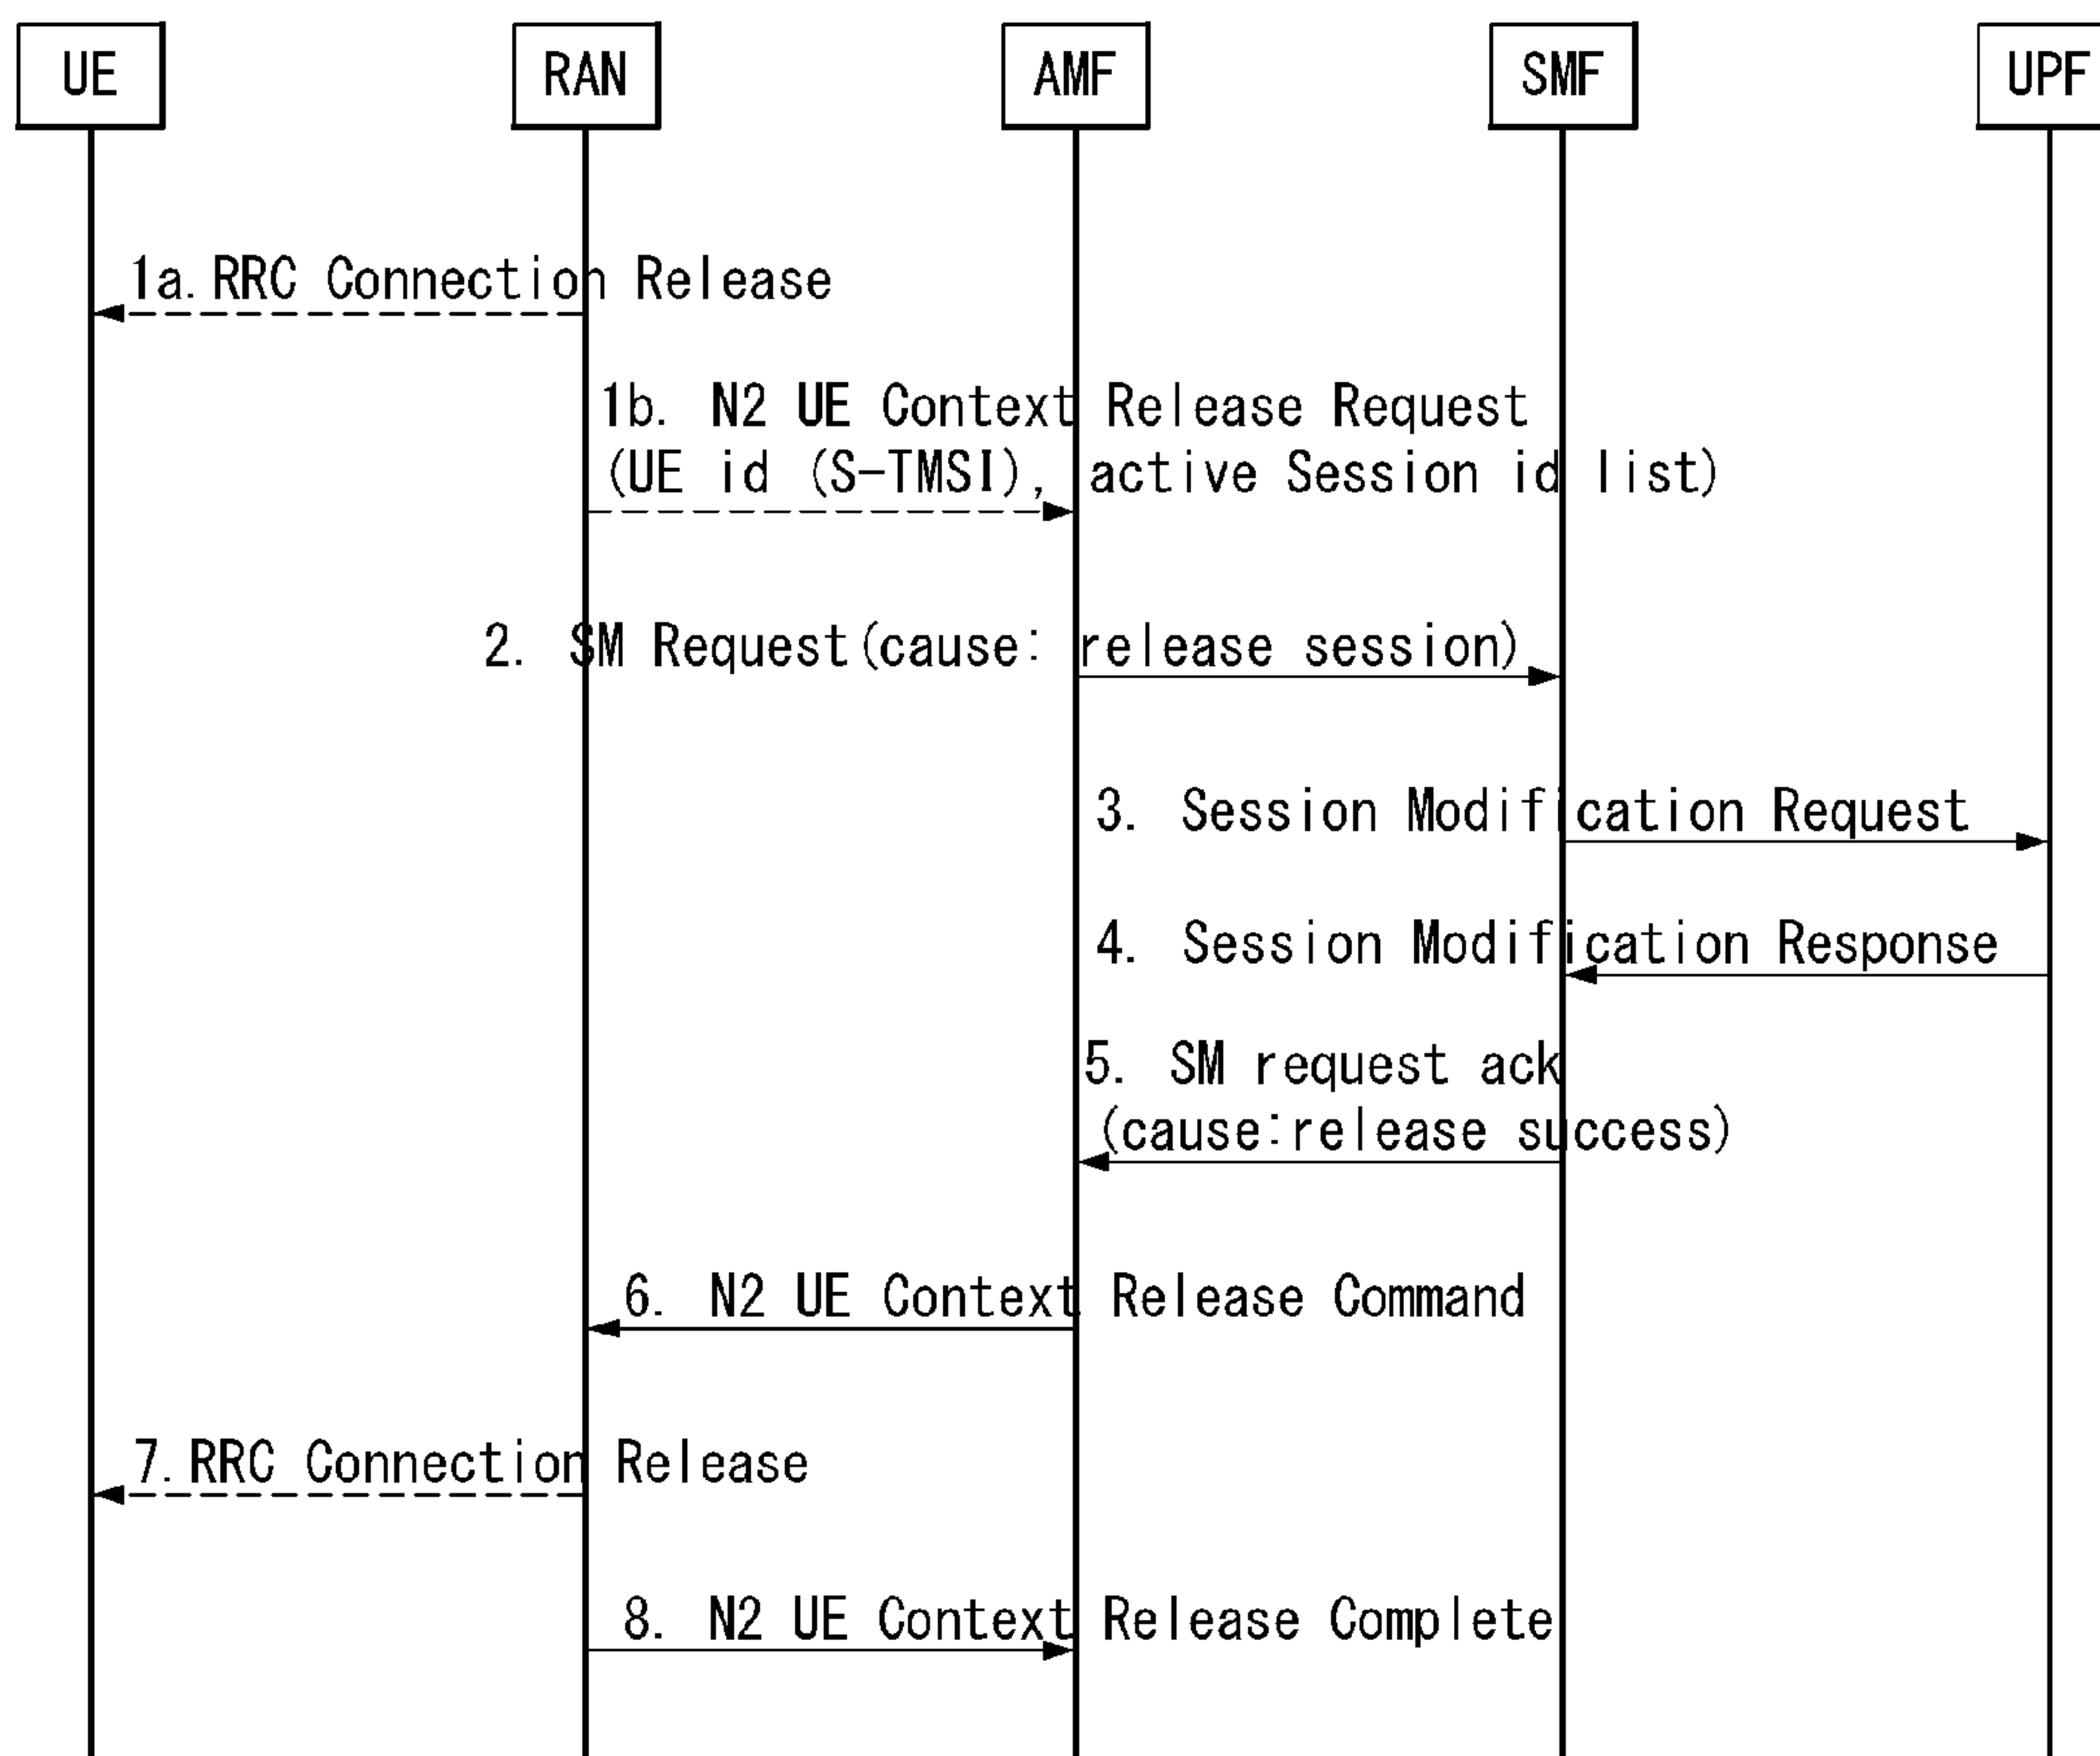 UE
RAN
AMF
SMF
UPF
1a.RRC Connection Release
1b. N2 UE Context Release Request
(UE id (S-TMSI), active Session id list)
2. SM Request(cause: release session)
3. Session Modification Request
4. Session Modification Response
5. SM request ack
(cause:release success)
6. N2 UE Context Release Command
7.RRC Connection Release
8. N2 UE Context Release Complete